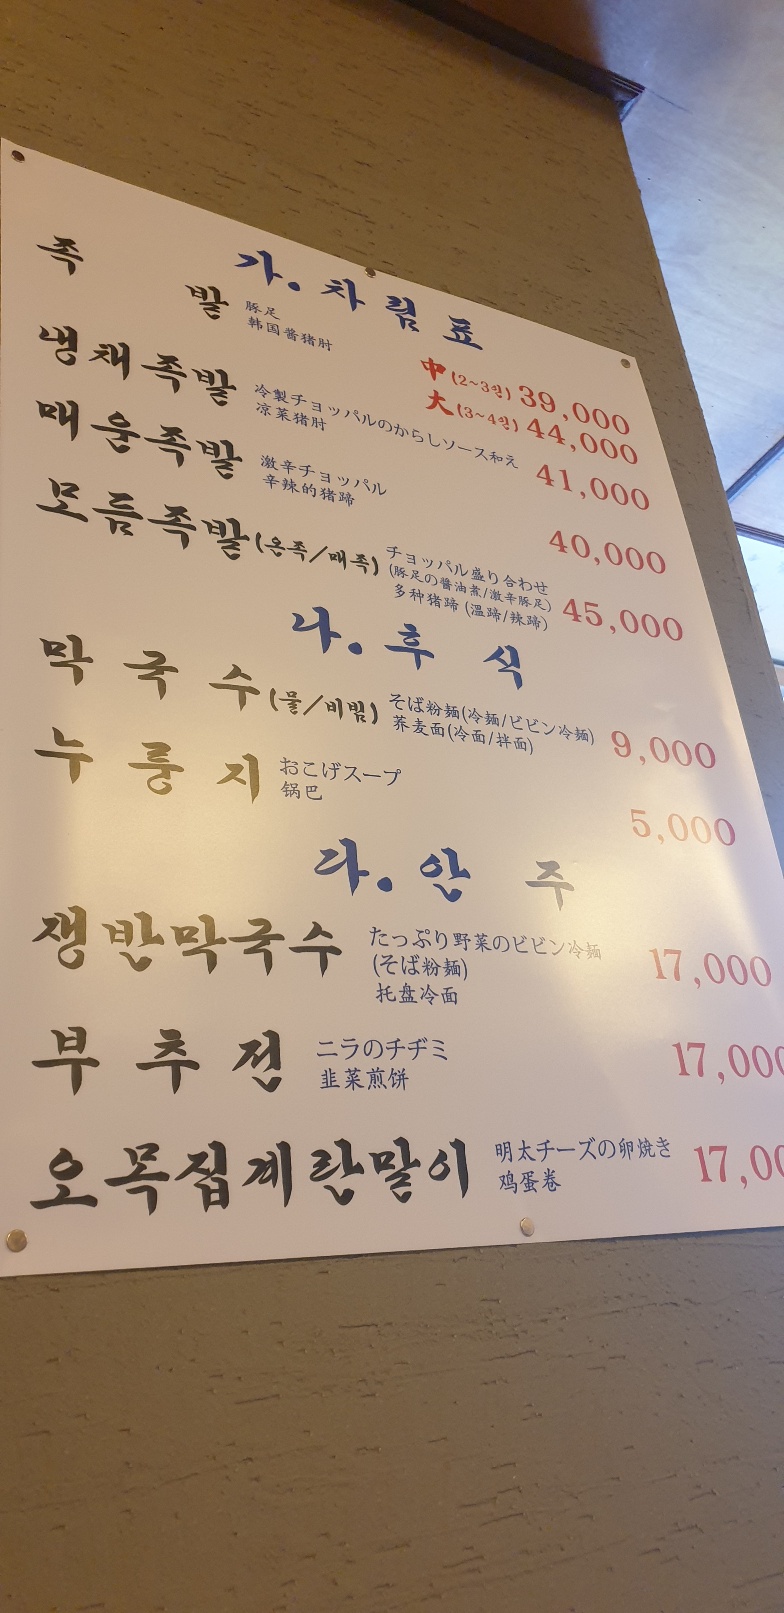 가. 차림표
족 발 豚足
韩国酱猪肘
中 (2~3인) 39,000
大 (3~4인) 44,000
냉채족발 冷製チョッパルのからしソース和え 41,000
凉菜猪肘
매운족발 激辛チョッパル 40,000
辛辣的猪蹄
모듬족발(온족/매족) チョッパル盛り合わせ 45,000
(豚足の醤油煮/激辛豚足)
多种猪蹄 (温蹄/辣蹄)
나. 후 식
막 국 수(물/비빔) そば粉麺(冷麺/ビビン冷麺) 9,000
荞麦面(冷面/拌面)
누 룽 지 おこげスープ 5,000
锅巴
다. 안 주
쟁반막국수 たっぷり野菜のビビン冷麺 17,000
(そば粉麺)
托盘冷面
부 추 전 ニラのチヂミ 17,000
韭菜煎饼
오목집계란말이 明太チーズの卵焼き 17,00
鸡蛋卷